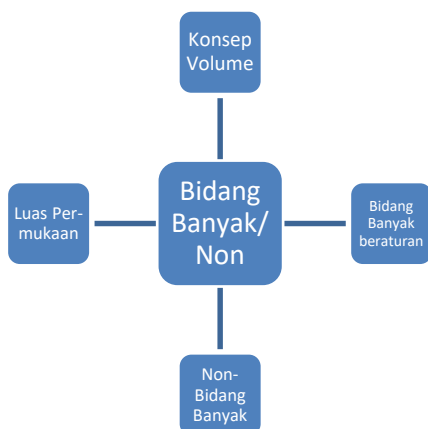 Konsep
Volume
Luas Per-
mukaan
Bidang
Banyak/
Non
Bidang
Banyak
beraturan
Non-
Bidang
Banyak